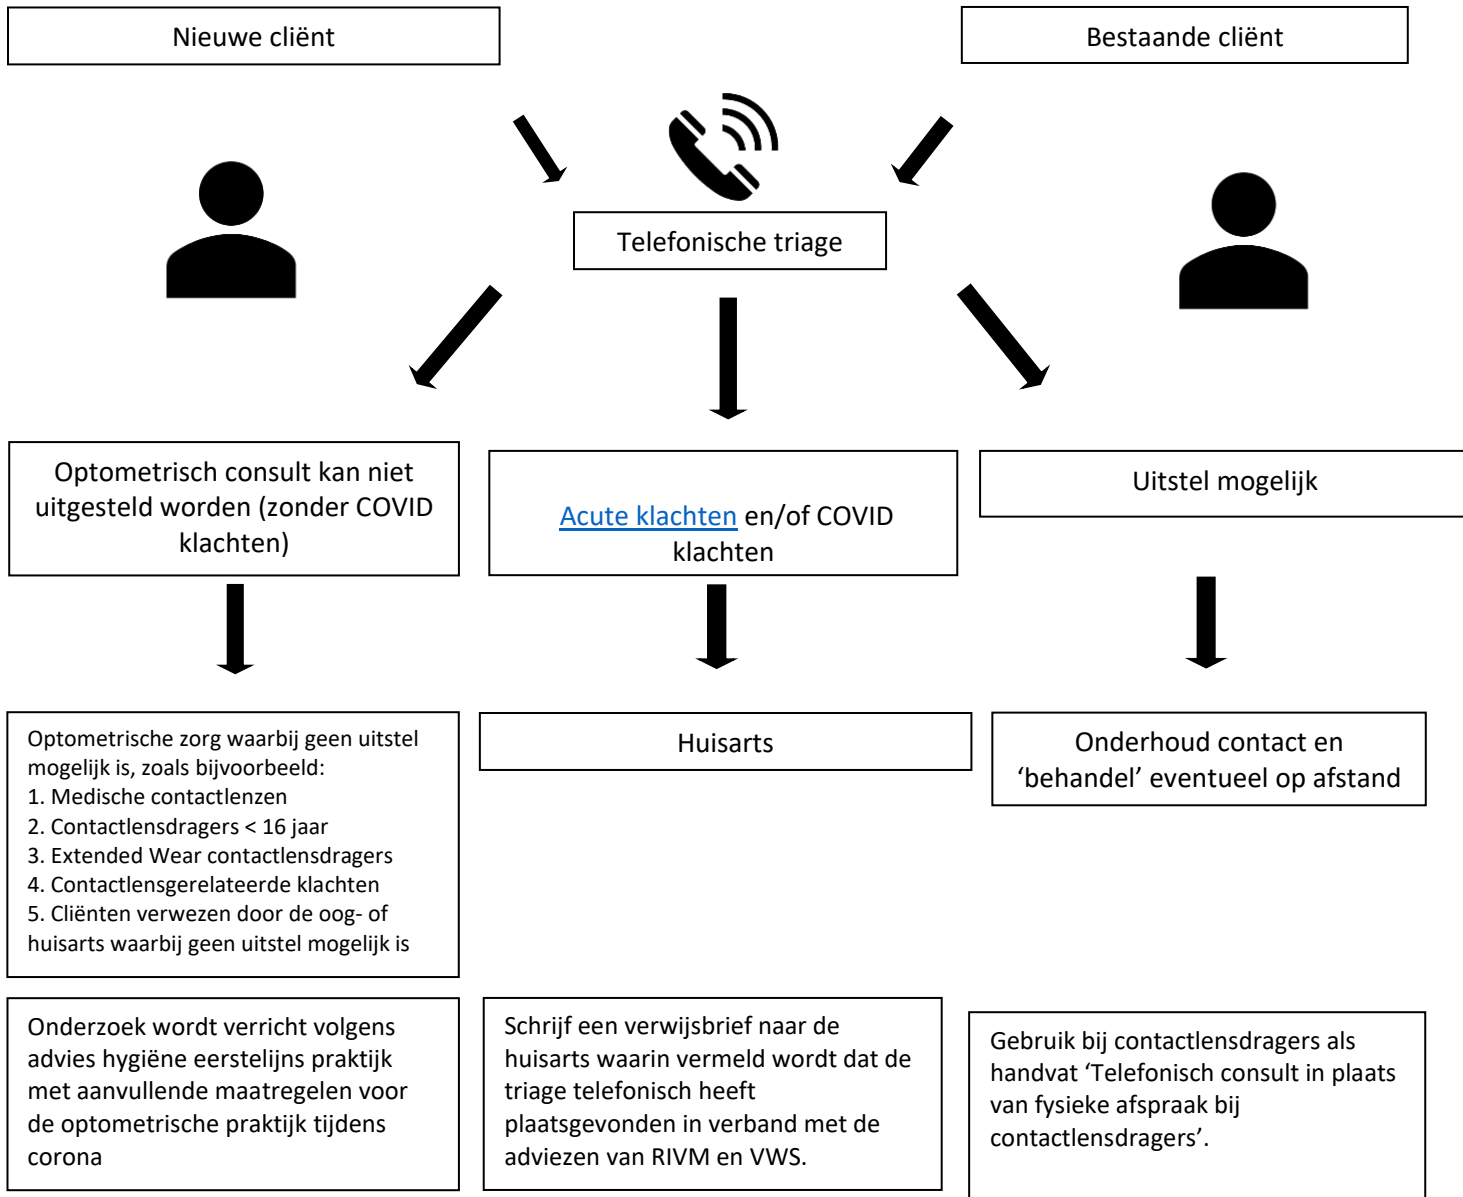 Nieuwe cliënt
Bestaande cliënt
Telefonische triage
Optometrisch consult kan niet
uitgesteld worden (zonder COVID
klachten)
Acute klachten en/of COVID
klachten
Uitstel mogelijk
Optometrische zorg waarbij geen uitstel
mogelijk is, zoals bijvoorbeeld:
1. Medische contactlenzen
2. Contactlensdragers < 16 jaar
3. Extended Wear contactlensdragers
4. Contactlensgerelateerde klachten
5. Cliënten verwezen door de oog- of
huisarts waarbij geen uitstel mogelijk is
Huisarts
Onderhoud contact en
‘behandel’ eventueel op afstand
Onderzoek wordt verricht volgens
advies hygiëne eerstelijns praktijk
met aanvullende maatregelen voor
de optometrische praktijk tijdens
corona
Schrijf een verwijsbrief naar de
huisarts waarin vermeld wordt dat de
triage telefonisch heeft
plaatsgevonden in verband met de
adviezen van RIVM en VWS.
Gebruik bij contactlensdragers als
handvat ‘Telefonisch consult in plaats
van fysieke afspraak bij
contactlensdragers’.